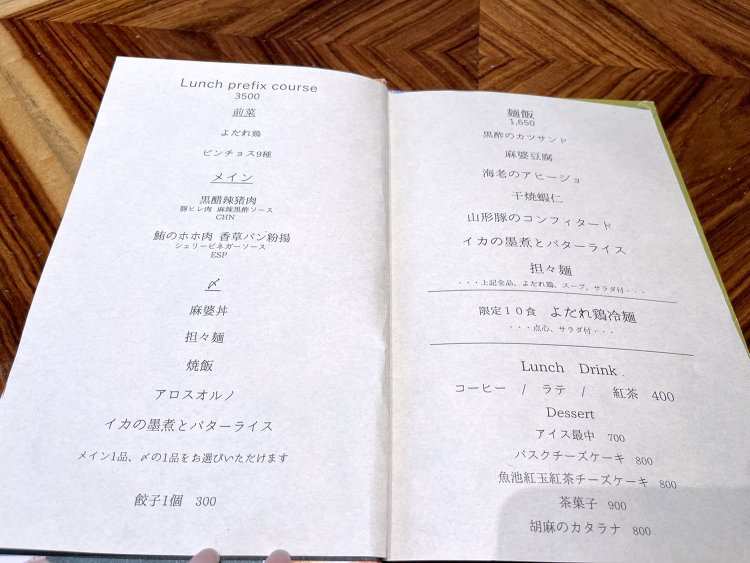 Lunch prefix course
3500
前菜
よだれ鶏
ピンチョス9種
メイン
黒醋辣猪肉
豚ヒレ肉 麻辣黒酢ソース
CHN
鮪のホホ肉 香草パン粉揚
シェリービネガーソース
ESP
〆
麻婆丼
担々麺
焼飯
アロスオルノ
イカの墨煮とバターライス
メイン1品、〆の1品をお選びいただけます
餃子1個 300
麺飯
1,650
黒酢のカツサンド
麻婆豆腐
海老のアヒージョ
干焼蝦仁
山形豚のコンフィタード
イカの墨煮とバターライス
担々麺
・・・上記全品、よだれ鶏、スープ、サラダ付・・・
限定10食 よだれ鶏冷麺
・・・点心、サラダ付・・・
Lunch Drink
コーヒー / ラテ / 紅茶 400
Dessert
アイス最中 700
バスクチーズケーキ 800
魚池紅玉紅茶チーズケーキ 800
茶菓子 900
胡麻のカタラナ 800